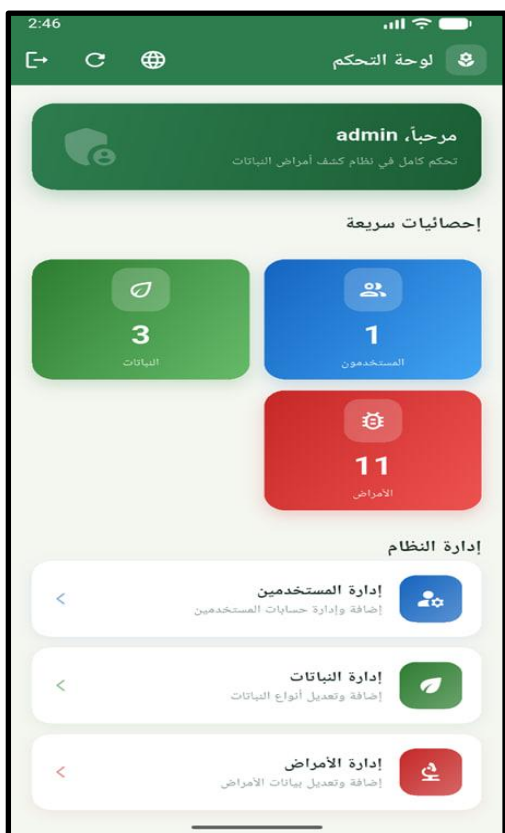 2:46
لوحة التحكم
مرحباً، admin
تحكم كامل في نظام كشف أمراض النباتات
إحصائيات سريعة
1
المستخدمون
3
النباتات
11
الأمراض
إدارة النظام
إدارة المستخدمين
إضافة وإدارة حسابات المستخدمين
إدارة النباتات
إضافة وتعديل أنواع النباتات
إدارة الأمراض
إضافة وتعديل بيانات الأمراض